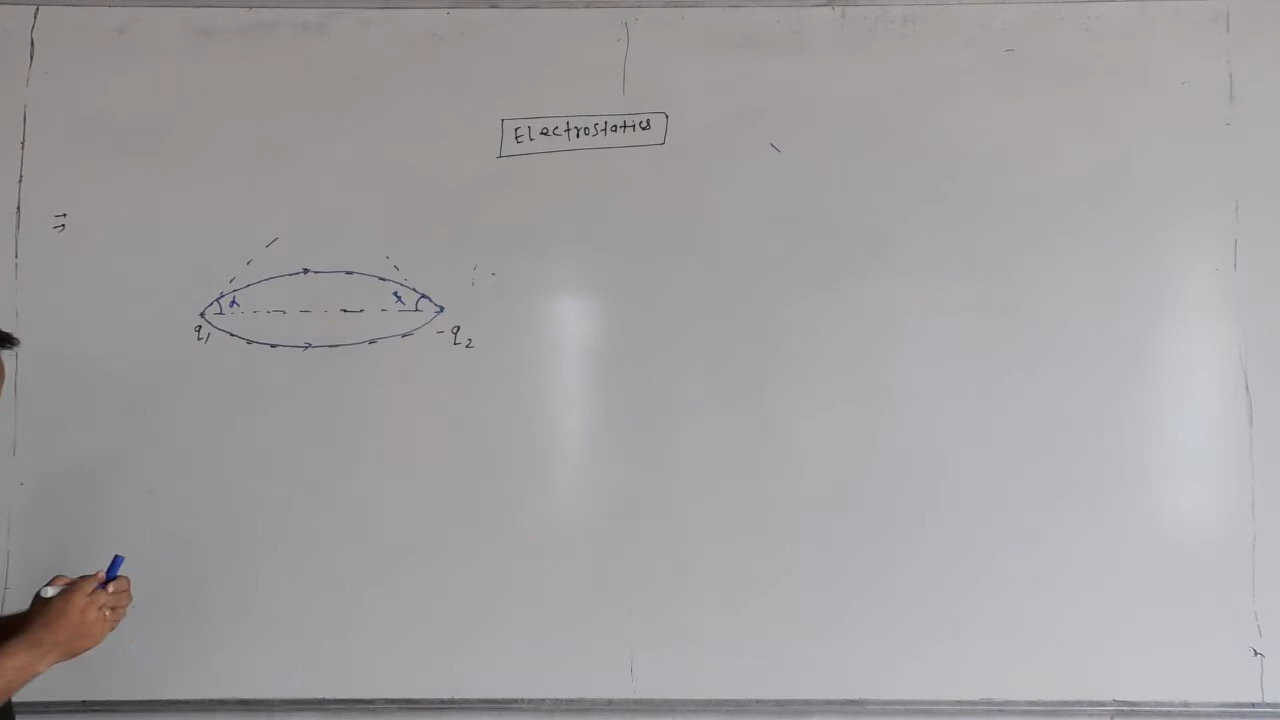 Electrostatics
α
q₁
-q₂